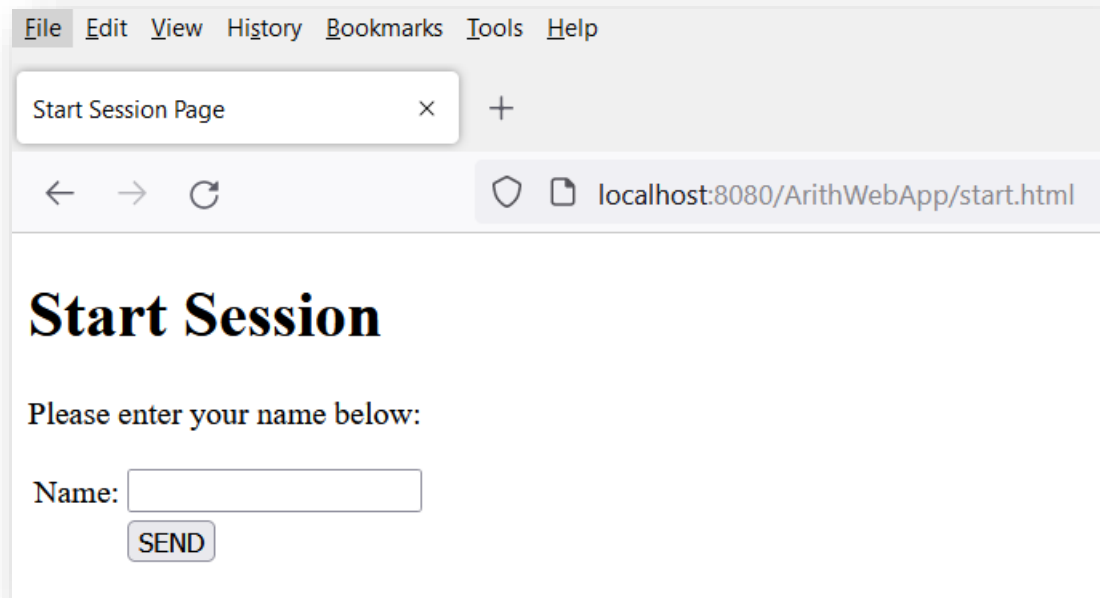 File Edit View History Bookmarks Tools Help
Start Session Page
localhost:8080/ArithWebApp/start.html
Start Session
Please enter your name below:
Name:
SEND